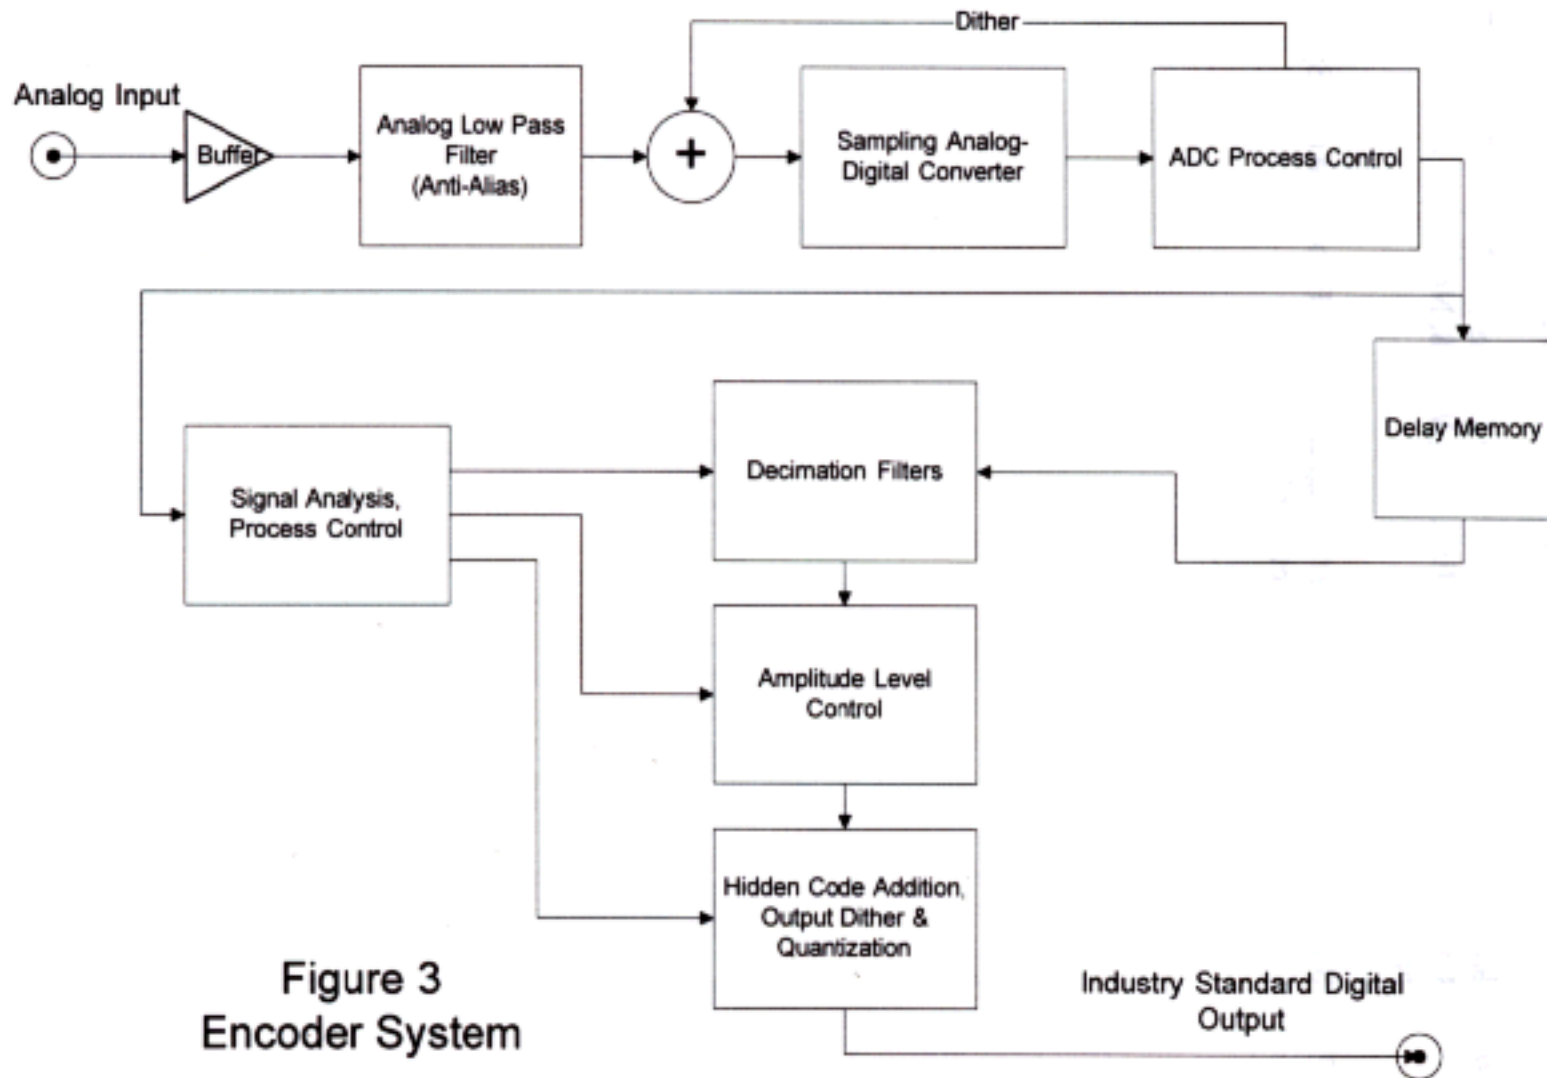 Dither
Analog Input
Buffer
Analog Low Pass
Filter
(Anti-Alias)
+
Sampling Analog-
Digital Converter
ADC Process Control
Delay Memory
Decimation Filters
Signal Analysis,
Process Control
Amplitude Level
Control
Hidden Code Addition,
Output Dither &
Quantization
Figure 3
Encoder System
Industry Standard Digital
Output